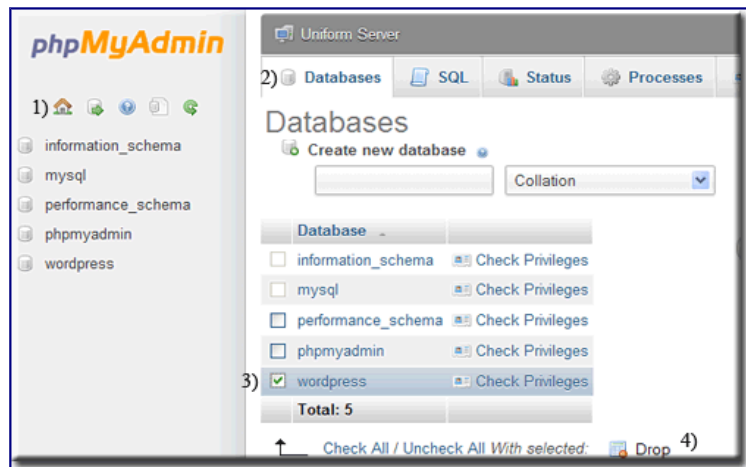 phpMyAdmin
1)
information_schema
mysql
performance_schema
phpmyadmin
wordpress
Uniform Server
2) Databases SQL Status Processes
Databases
Create new database
Collation
Database
information_schema Check Privileges
mysql Check Privileges
performance_schema Check Privileges
phpmyadmin Check Privileges
3) wordpress Check Privileges
Total: 5
Check All / Uncheck All With selected: Drop 4)